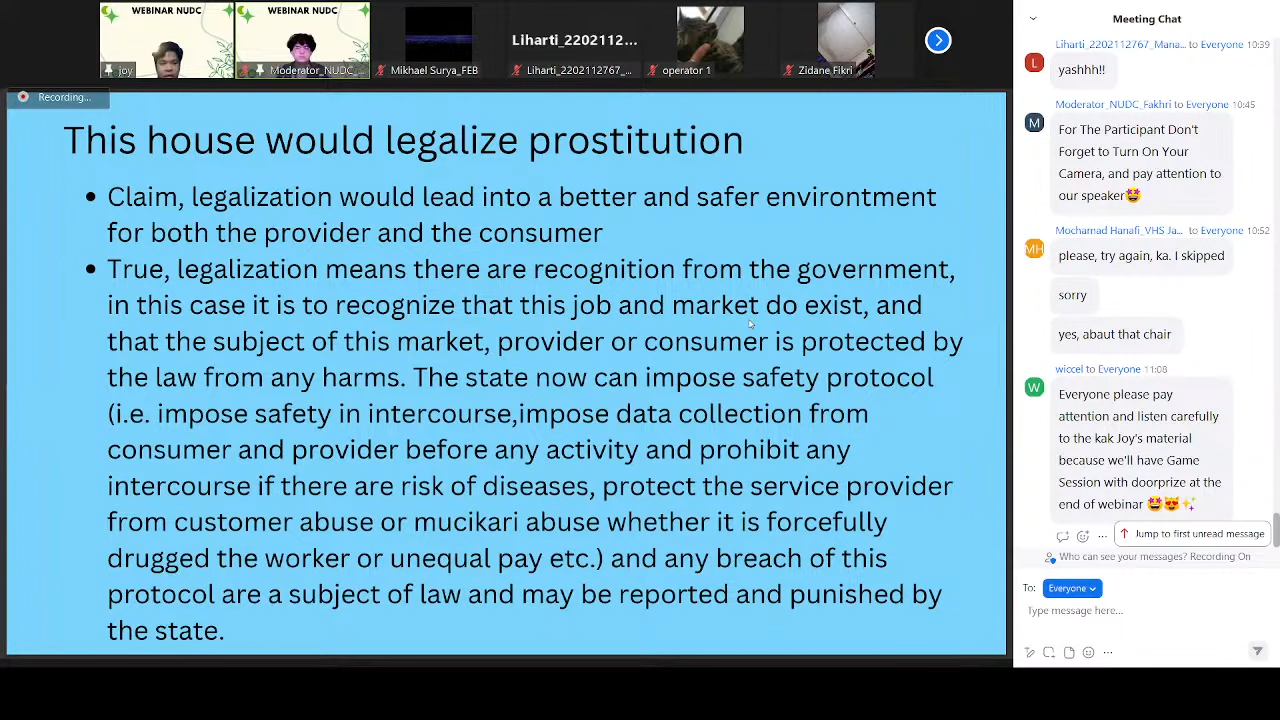 WEBINAR NUDC
WEBINAR NUDC
joy
Moderator_NUDC_...
Mikhael Surya_FEB
Liharti_2202112...
Liharti_2202112767_...
operator 1
Zidane Fikri
Recording...
This house would legalize prostitution
• Claim, legalization would lead into a better and safer environtment
for both the provider and the consumer
• True, legalization means there are recognition from the government,
in this case it is to recognize that this job and market do exist, and
that the subject of this market, provider or consumer is protected by
the law from any harms. The state now can impose safety protocol
(i.e. impose safety in intercourse,impose data collection from
consumer and provider before any activity and prohibit any
intercourse if there are risk of diseases, protect the service provider
from customer abuse or mucikari abuse whether it is forcefully
drugged the worker or unequal pay etc.) and any breach of this
protocol are a subject of law and may be reported and punished by
the state.
Meeting Chat
Liharti_2202112767_Mana... to Everyone 10:39
L
yashhh!!
Moderator_NUDC_Fakhri to Everyone 10:45
M
For The Participant Don't
Forget to Turn On Your
Camera, and pay attention to
our speaker🤩
Mochamad Hanafi_VHS Ja... to Everyone 10:52
MH
please, try again, ka. I skipped
sorry
yes, abaut that chair
wiccel to Everyone 11:08
W
Everyone please pay
attention and listen carefully
to the kak Joy's material
because we'll have Game
Session with doorprize at the
end of webinar 🤩😻✨
Jump to first unread message
Who can see your messages? Recording On
To: Everyone
Type message here...